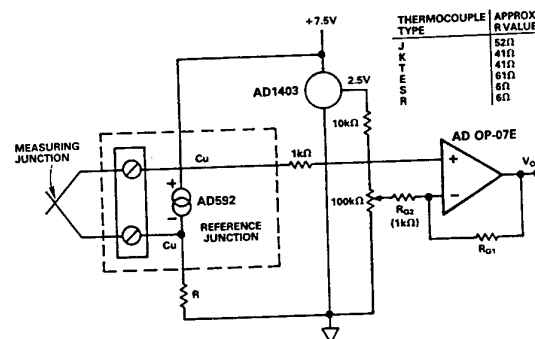 +7.5V
THERMOCOUPLE TYPE
APPROX R VALUE
J 52Ω
K 41Ω
T 41Ω
E 61Ω
S 6Ω
R 6Ω
AD1403
2.5V
10kΩ
AD OP-07E
MEASURING
JUNCTION
Cu
1kΩ
+
VO
+
AD592
-
100kΩ
-
RG2
(1kΩ)
REFERENCE
JUNCTION
Cu
RG1
R